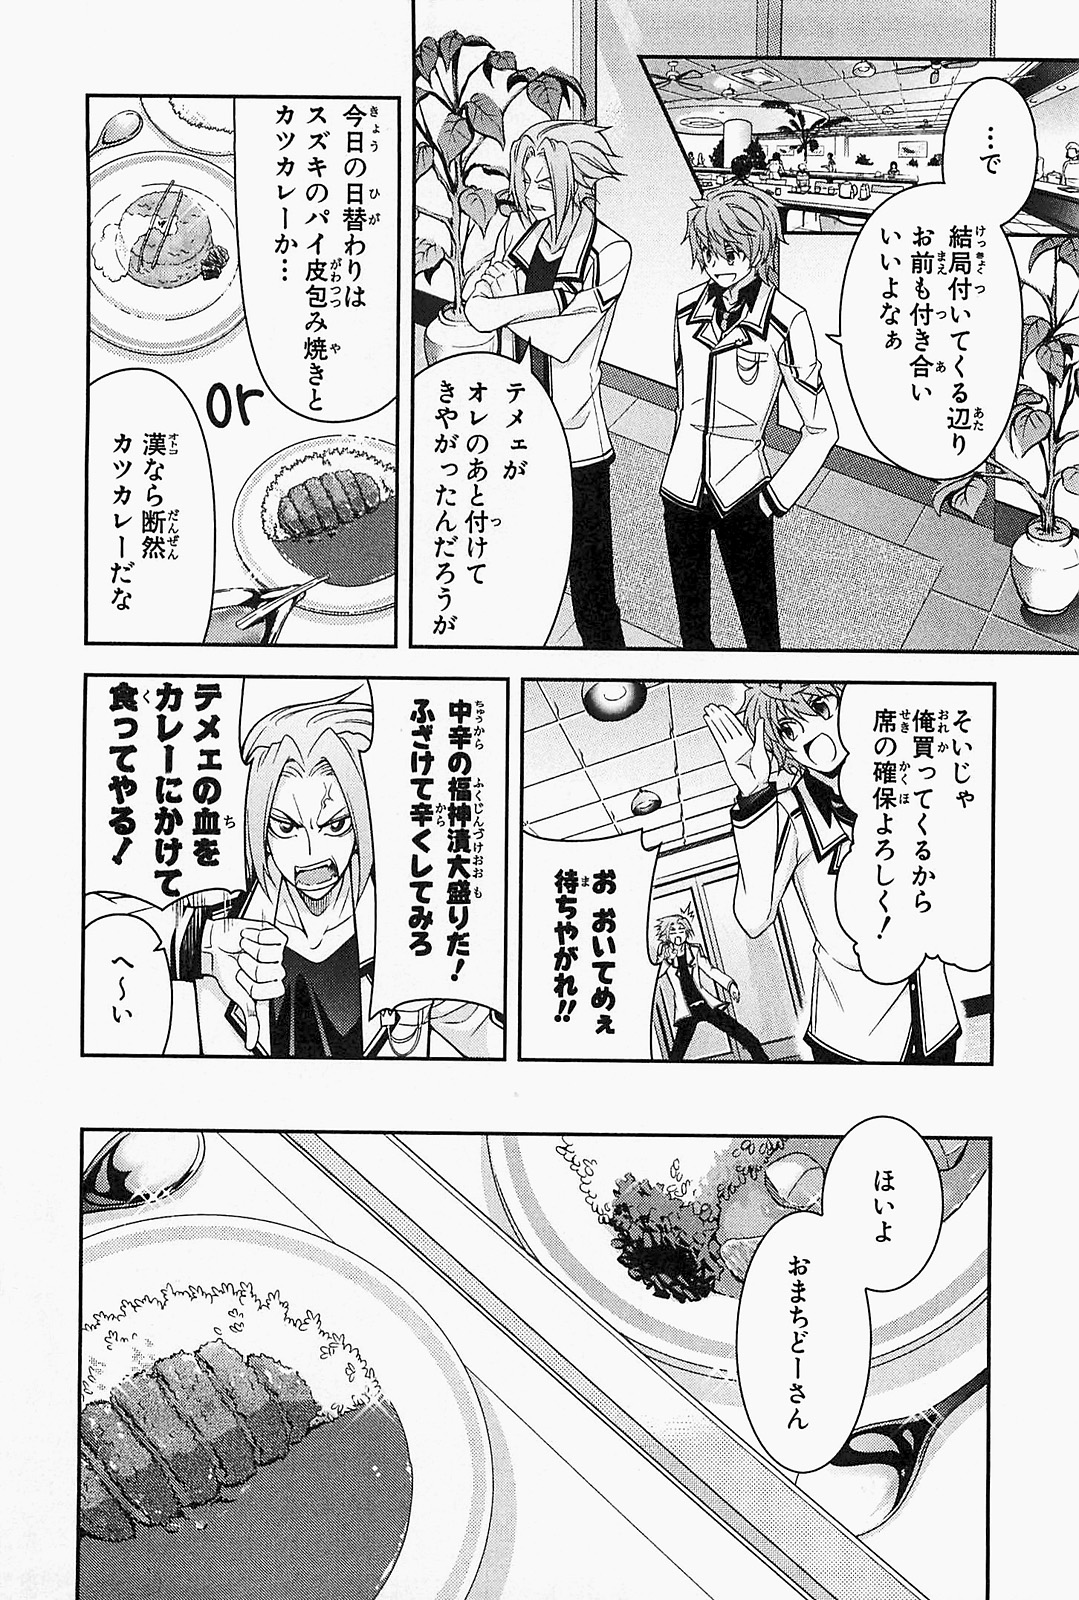 …で
結局付いてくる辺り
お前も付き合い
いいよなぁ
テメェが
オレのあと付けて
きやがったんだろうが
今日の日替わりは
スズキのパイ皮包み焼きと
カツカレーか…
or
漢なら断然
カツカレーだな
そいじゃ
俺買ってくるから
席の確保よろしく！
お おいてめぇ
待ちやがれ!!
中辛の福神漬大盛りだ！
ふざけて辛くしてみろ
テメェの血を
カレーにかけて
食ってやる！
へ〜い
ほいよ
おまちどーさん